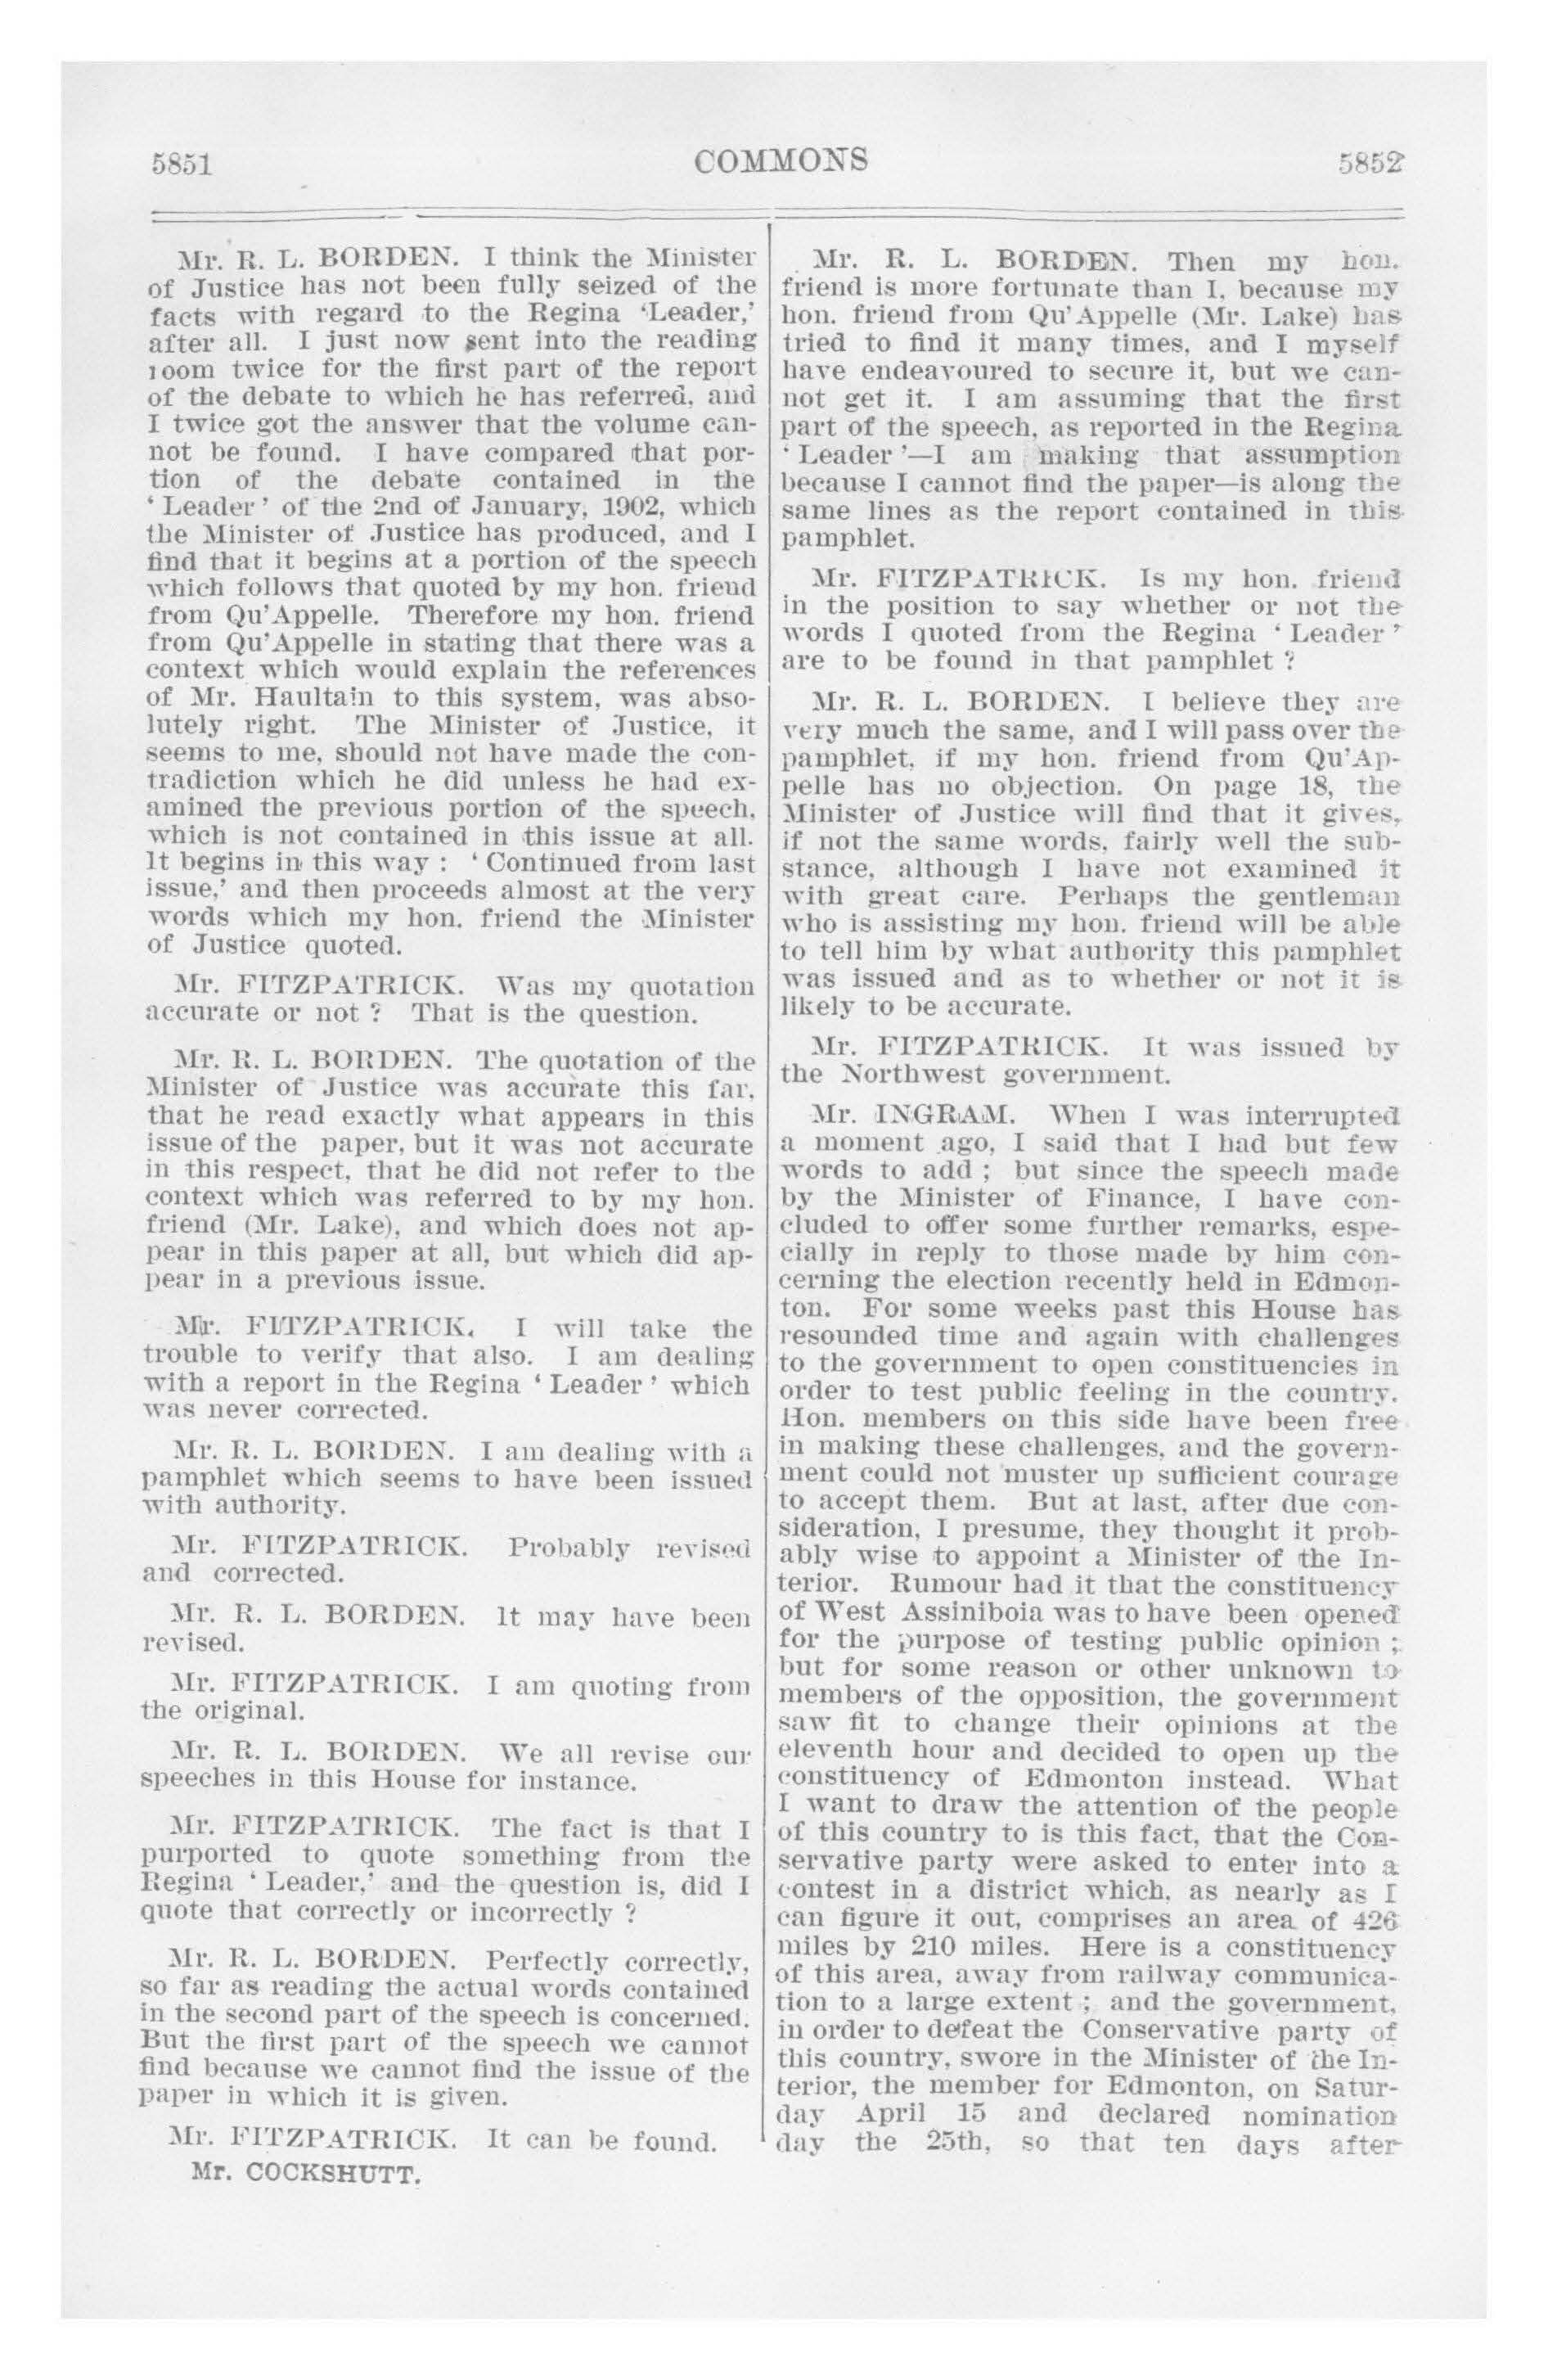 5851
COMMONS
5852
Mr. R. L. BORDEN. I think the Minister
of Justice has not been fully seized of the
facts with regard to the Regina 'Leader,'
after all. I just now sent into the reading
room twice for the first part of the report
of the debate to which he has referred, and
I twice got the answer that the volume can-
not be found. I have compared that por-
tion of the debate contained in the
' Leader ' of the 2nd of January, 1902, which
the Minister of Justice has produced, and I
find that it begins at a portion of the speech
which follows that quoted by my hon. friend
from Qu'Appelle. Therefore my hon. friend
from Qu'Appelle in stating that there was a
context which would explain the references
of Mr. Haultain to this system, was abso-
lutely right. The Minister of Justice, it
seems to me, should not have made the con-
tradiction which he did unless he had ex-
amined the previous portion of the speech,
which is not contained in this issue at all.
It begins in this way : ' Continued from last
issue,' and then proceeds almost at the very
words which my hon. friend the Minister
of Justice quoted.
Mr. FITZPATRICK. Was my quotation
accurate or not ? That is the question.
Mr. R. L. BORDEN. The quotation of the
Minister of Justice was accurate this far,
that he read exactly what appears in this
issue of the paper, but it was not accurate
in this respect, that he did not refer to the
context which was referred to by my hon.
friend (Mr. Lake), and which does not ap-
pear in this paper at all, but which did ap-
pear in a previous issue.
Mr. FITZPATRICK. I will take the
trouble to verify that also. I am dealing
with a report in the Regina ' Leader ' which
was never corrected.
Mr. R. L. BORDEN. I am dealing with a
pamphlet which seems to have been issued
with authority.
Mr. FITZPATRICK. Probably revised
and corrected.
Mr. R. L. BORDEN. It may have been
revised.
Mr. FITZPATRICK. I am quoting from
the original.
Mr. R. L. BORDEN. We all revise our
speeches in this House for instance.
Mr. FITZPATRICK. The fact is that I
purported to quote something from the
Regina ' Leader,' and the question is, did I
quote that correctly or incorrectly ?
Mr. R. L. BORDEN. Perfectly correctly,
so far as reading the actual words contained
in the second part of the speech is concerned.
But the first part of the speech we cannot
find because we cannot find the issue of the
paper in which it is given.
Mr. FITZPATRICK. It can be found.
Mr. COCKSHUTT.
Mr. R. L. BORDEN. Then my hon.
friend is more fortunate than I, because my
hon. friend from Qu'Appelle (Mr. Lake) has
tried to find it many times, and I myself
have endeavoured to secure it, but we can-
not get it. I am assuming that the first
part of the speech, as reported in the Regina
' Leader '—I am making that assumption
because I cannot find the paper—is along the
same lines as the report contained in this
pamphlet.
Mr. FITZPATRICK. Is my hon. friend
in the position to say whether or not the
words I quoted from the Regina ' Leader '
are to be found in that pamphlet ?
Mr. R. L. BORDEN. I believe they are
very much the same, and I will pass over the
pamphlet, if my hon. friend from Qu'Ap-
pelle has no objection. On page 18, the
Minister of Justice will find that it gives,
if not the same words, fairly well the sub-
stance, although I have not examined it
with great care. Perhaps the gentleman
who is assisting my hon. friend will be able
to tell him by what authority this pamphlet
was issued and as to whether or not it is
likely to be accurate.
Mr. FITZPATRICK. It was issued by
the Northwest government.
Mr. INGRAM. When I was interrupted
a moment ago, I said that I had but few
words to add ; but since the speech made
by the Minister of Finance, I have con-
cluded to offer some further remarks, espe-
cially in reply to those made by him con-
cerning the election recently held in Edmon-
ton. For some weeks past this House has
resounded time and again with challenges
to the government to open constituencies in
order to test public feeling in the country.
Hon. members on this side have been free
in making these challenges, and the govern-
ment could not muster up sufficient courage
to accept them. But at last, after due con-
sideration, I presume, they thought it prob-
ably wise to appoint a Minister of the In-
terior. Rumour had it that the constituency
of West Assiniboia was to have been opened
for the purpose of testing public opinion ;
but for some reason or other unknown to
members of the opposition, the government
saw fit to change their opinions at the
eleventh hour and decided to open up the
constituency of Edmonton instead. What
I want to draw the attention of the people
of this country to is this fact, that the Con-
servative party were asked to enter into a
contest in a district which, as nearly as I
can figure it out, comprises an area of 426
miles by 210 miles. Here is a constituency
of this area, away from railway communica-
tion to a large extent ; and the government,
in order to defeat the Conservative party of
this country, swore in the Minister of the In-
terior, the member for Edmonton, on Satur-
day April 15 and declared nomination
day the 25th, so that ten days after